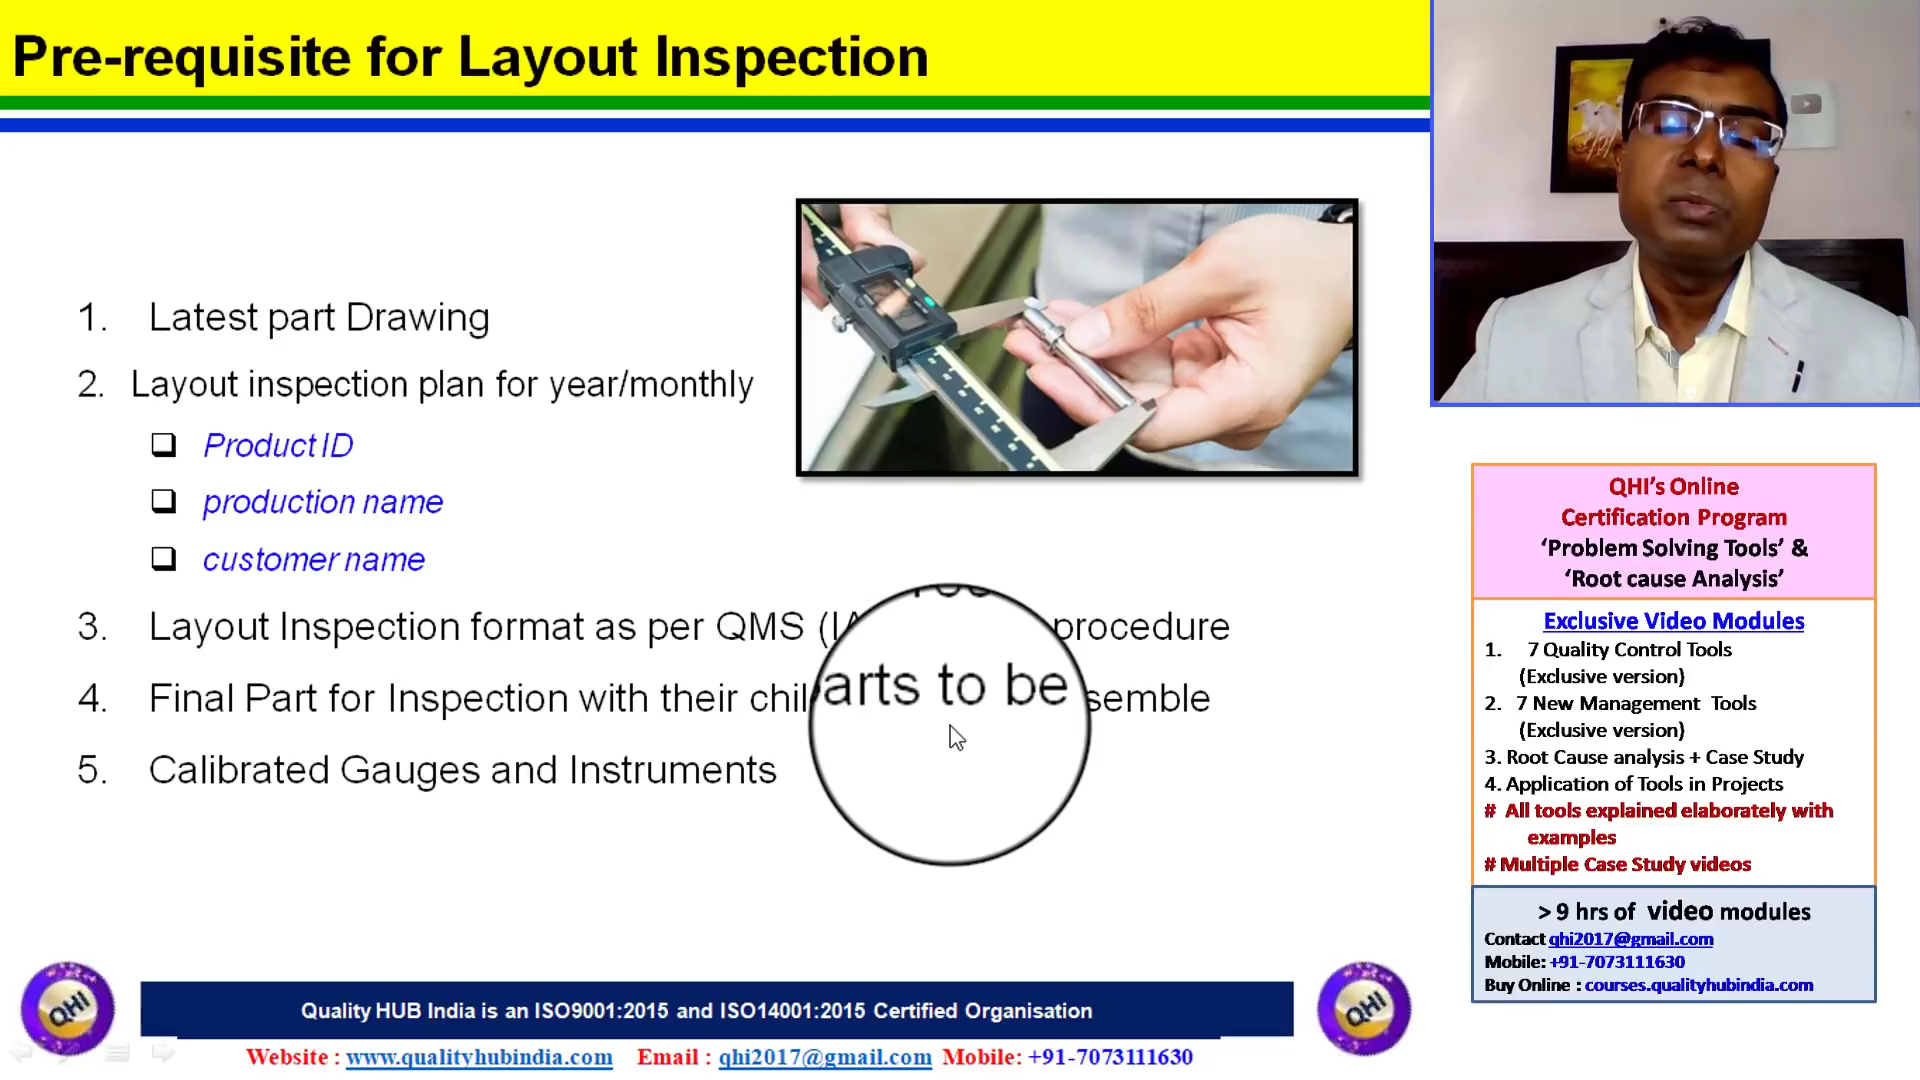 Pre-requisite for Layout Inspection
1. Latest part Drawing
2. Layout inspection plan for year/monthly
❑ Product ID
❑ production name
❑ customer name
3. Layout Inspection format as per QMS procedure
4. Final Part for Inspection with their
arts to be
5. Calibrated Gauges and Instruments
QHI
Quality HUB India is an ISO9001:2015 and ISO14001:2015 Certified Organisation
QHI
Website : www.qualityhubindia.com Email : qhi2017@gmail.com Mobile: +91-7073111630
QHI’s Online
Certification Program
‘Problem Solving Tools’ &
‘Root cause Analysis’
Exclusive Video Modules
1. 7 Quality Control Tools
(Exclusive version)
2. 7 New Management Tools
(Exclusive version)
3. Root Cause analysis + Case Study
4. Application of Tools in Projects
# All tools explained elaborately with
examples
# Multiple Case Study videos
> 9 hrs of video modules
Contact qhi2017@gmail.com
Mobile: +91-7073111630
Buy Online : courses.qualityhubindia.com